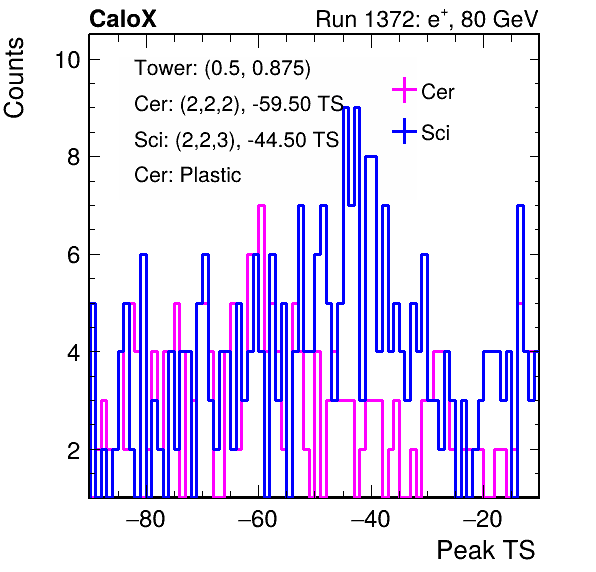 CaloX Run 1372: e⁺, 80 GeV
Counts
Tower: (0.5, 0.875)
Cer: (2,2,2), -59.50 TS
Sci: (2,2,3), -44.50 TS
Cer: Plastic
Cer
Sci
10
8
6
4
2
−80 −60 −40 −20
Peak TS